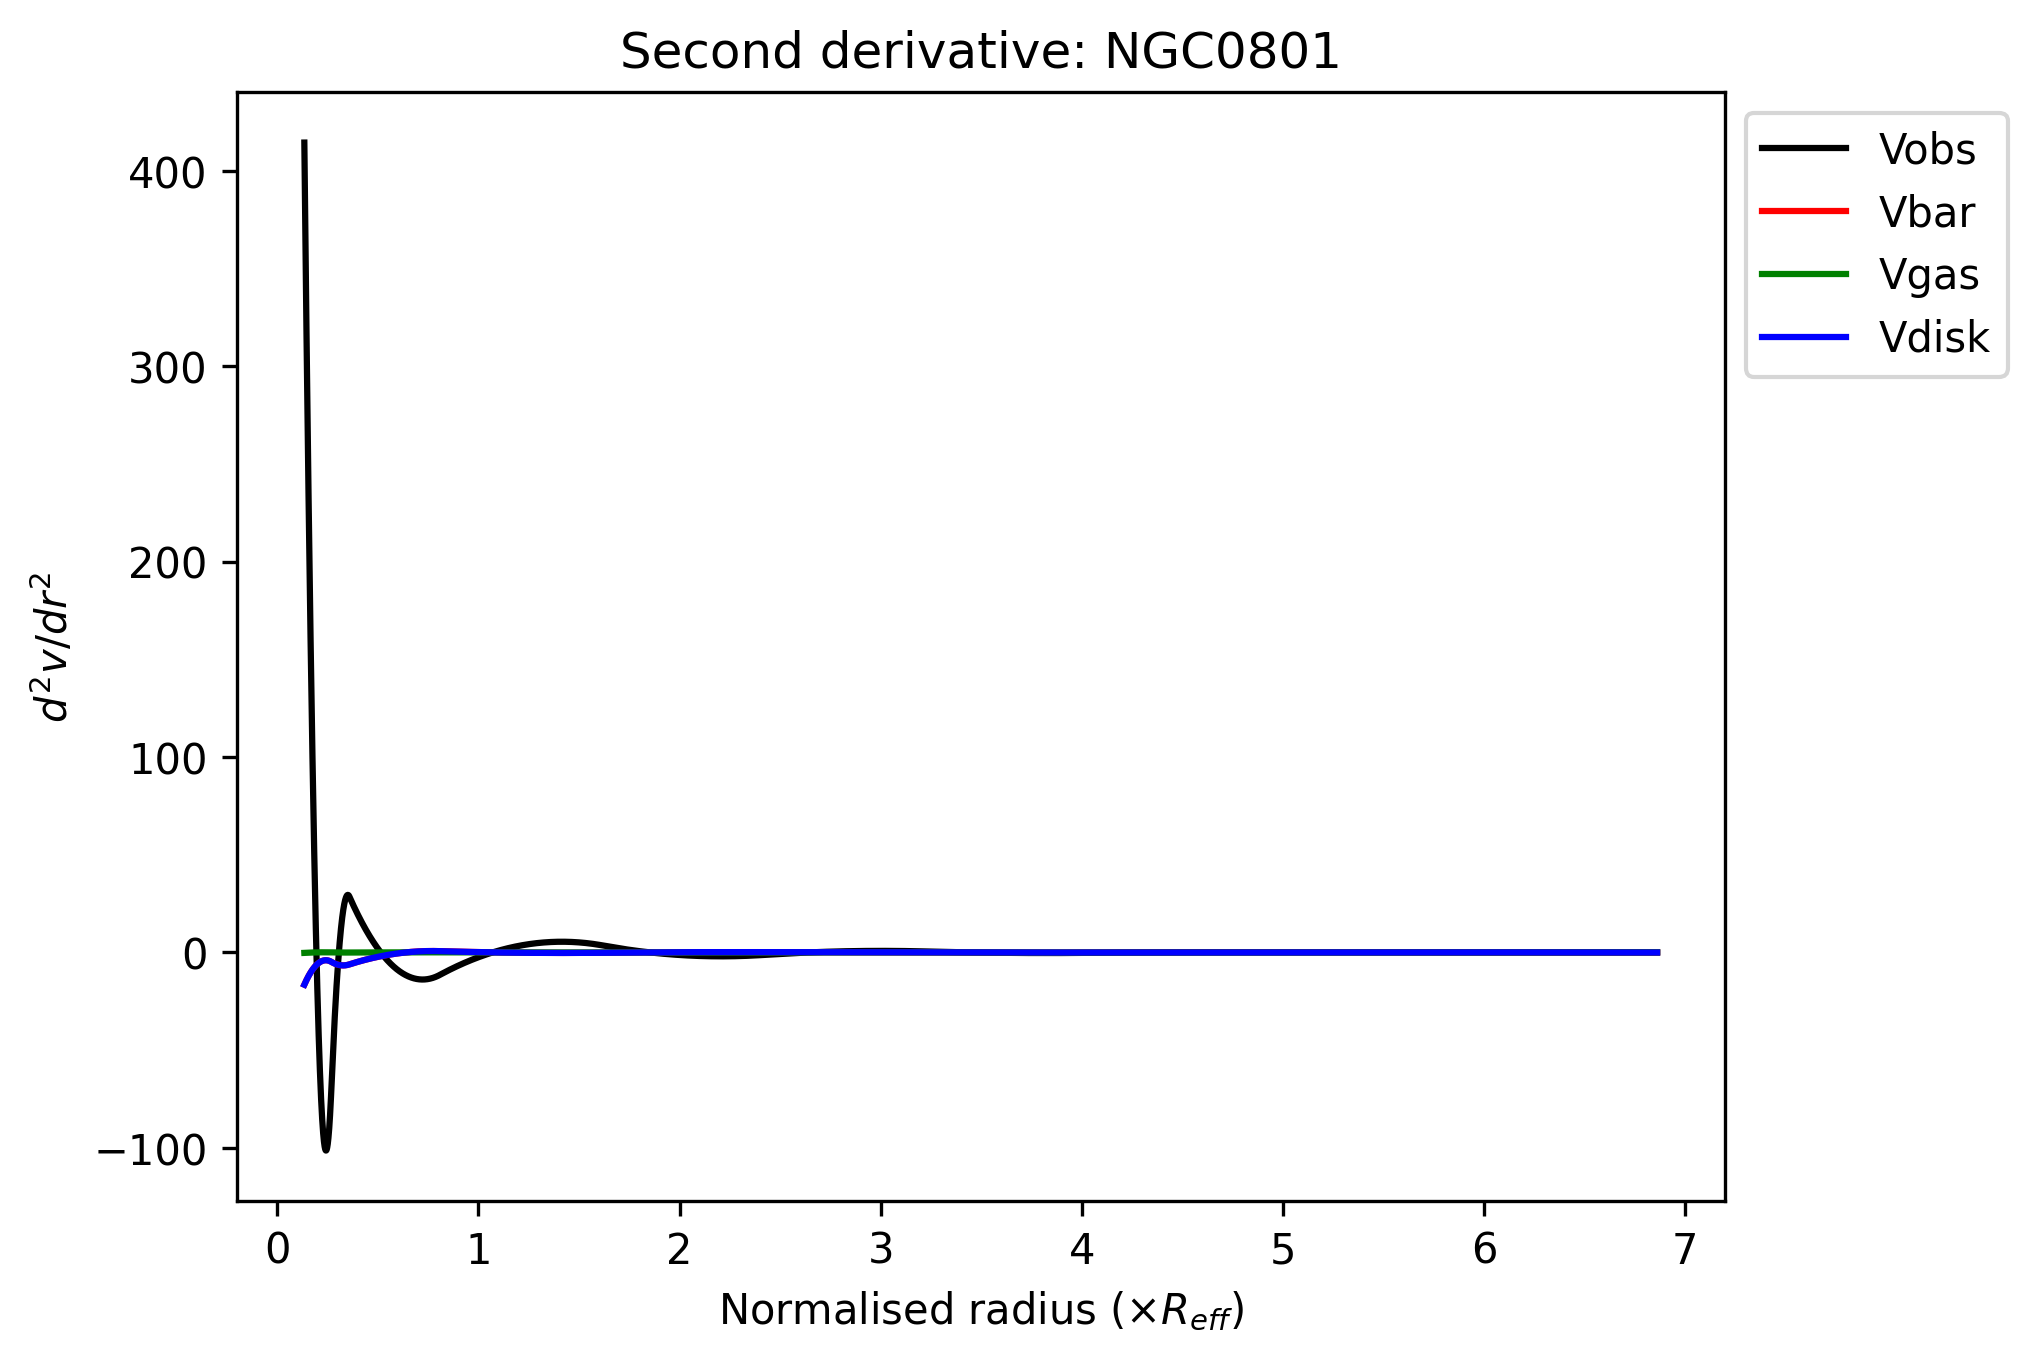 Second derivative: NGC0801
Vobs
Vbar
Vgas
Vdisk
400
300
200
100
0
−100
d²v/dr²
0 1 2 3 4 5 6 7
Normalised radius (×R_eff)